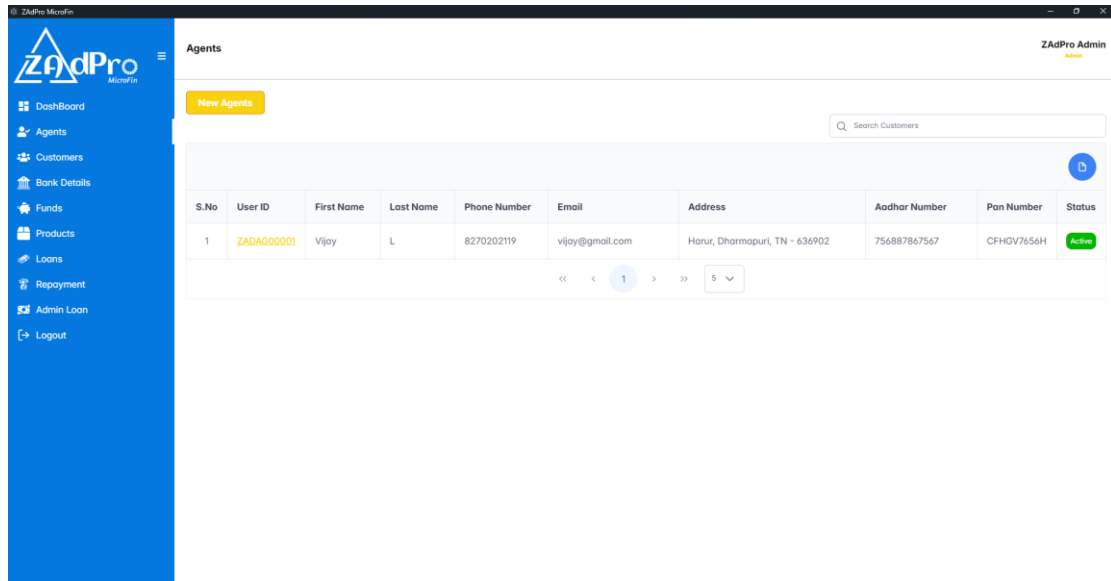 ZAdPro MicroFin
ZAdPro
MicroFin
DashBoard
Agents
Customers
Bank Details
Funds
Products
Loans
Repayment
Admin Loan
Logout
Agents
ZAdPro Admin
Admin
New Agents
Search Customers
S.No User ID First Name Last Name Phone Number Email Address Aadhar Number Pan Number Status
1 ZADAG00001 Vijay L 8270202119 vijay@gmail.com Harur, Dharmapuri, TN - 636902 756887867567 CFHGV7656H Active
<< < 1 > >> 5